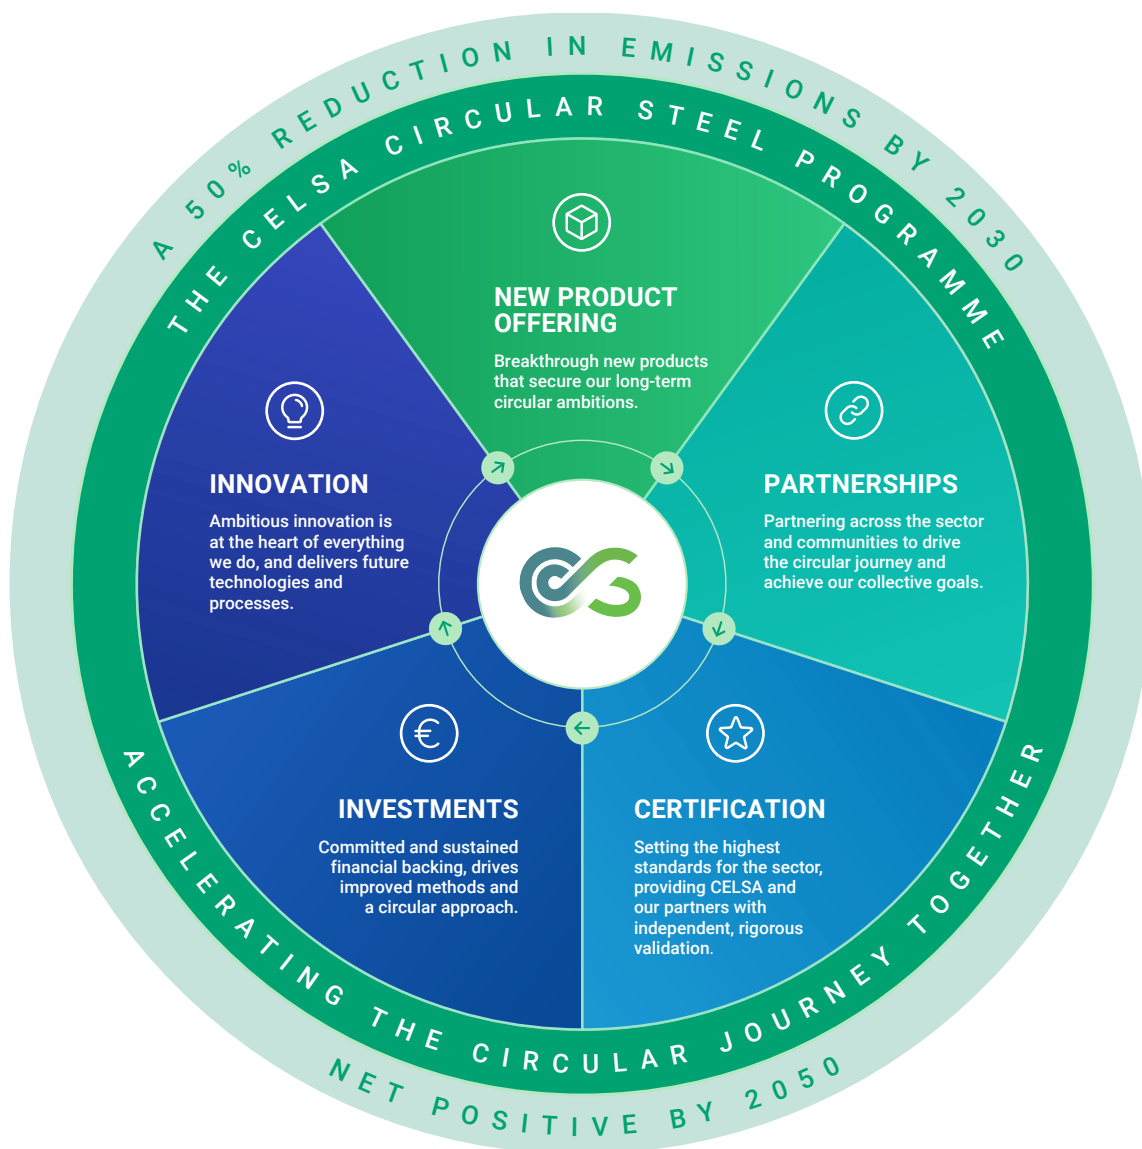 A 50% REDUCTION IN EMISSIONS BY 2030
THE CELSA CIRCULAR STEEL PROGRAMME
NEW PRODUCT
OFFERING
Breakthrough new products
that secure our long-term
circular ambitions.
PARTNERSHIPS
Partnering across the sector
and communities to drive
the circular journey and
achieve our collective goals.
CERTIFICATION
Setting the highest
standards for the sector,
providing CELSA and
our partners with
independent, rigorous
validation.
INVESTMENTS
Committed and sustained
financial backing, drives
improved methods and
a circular approach.
INNOVATION
Ambitious innovation is
at the heart of everything
we do, and delivers future
technologies and
processes.
ACCELERATING THE CIRCULAR JOURNEY TOGETHER
NET POSITIVE BY 2050